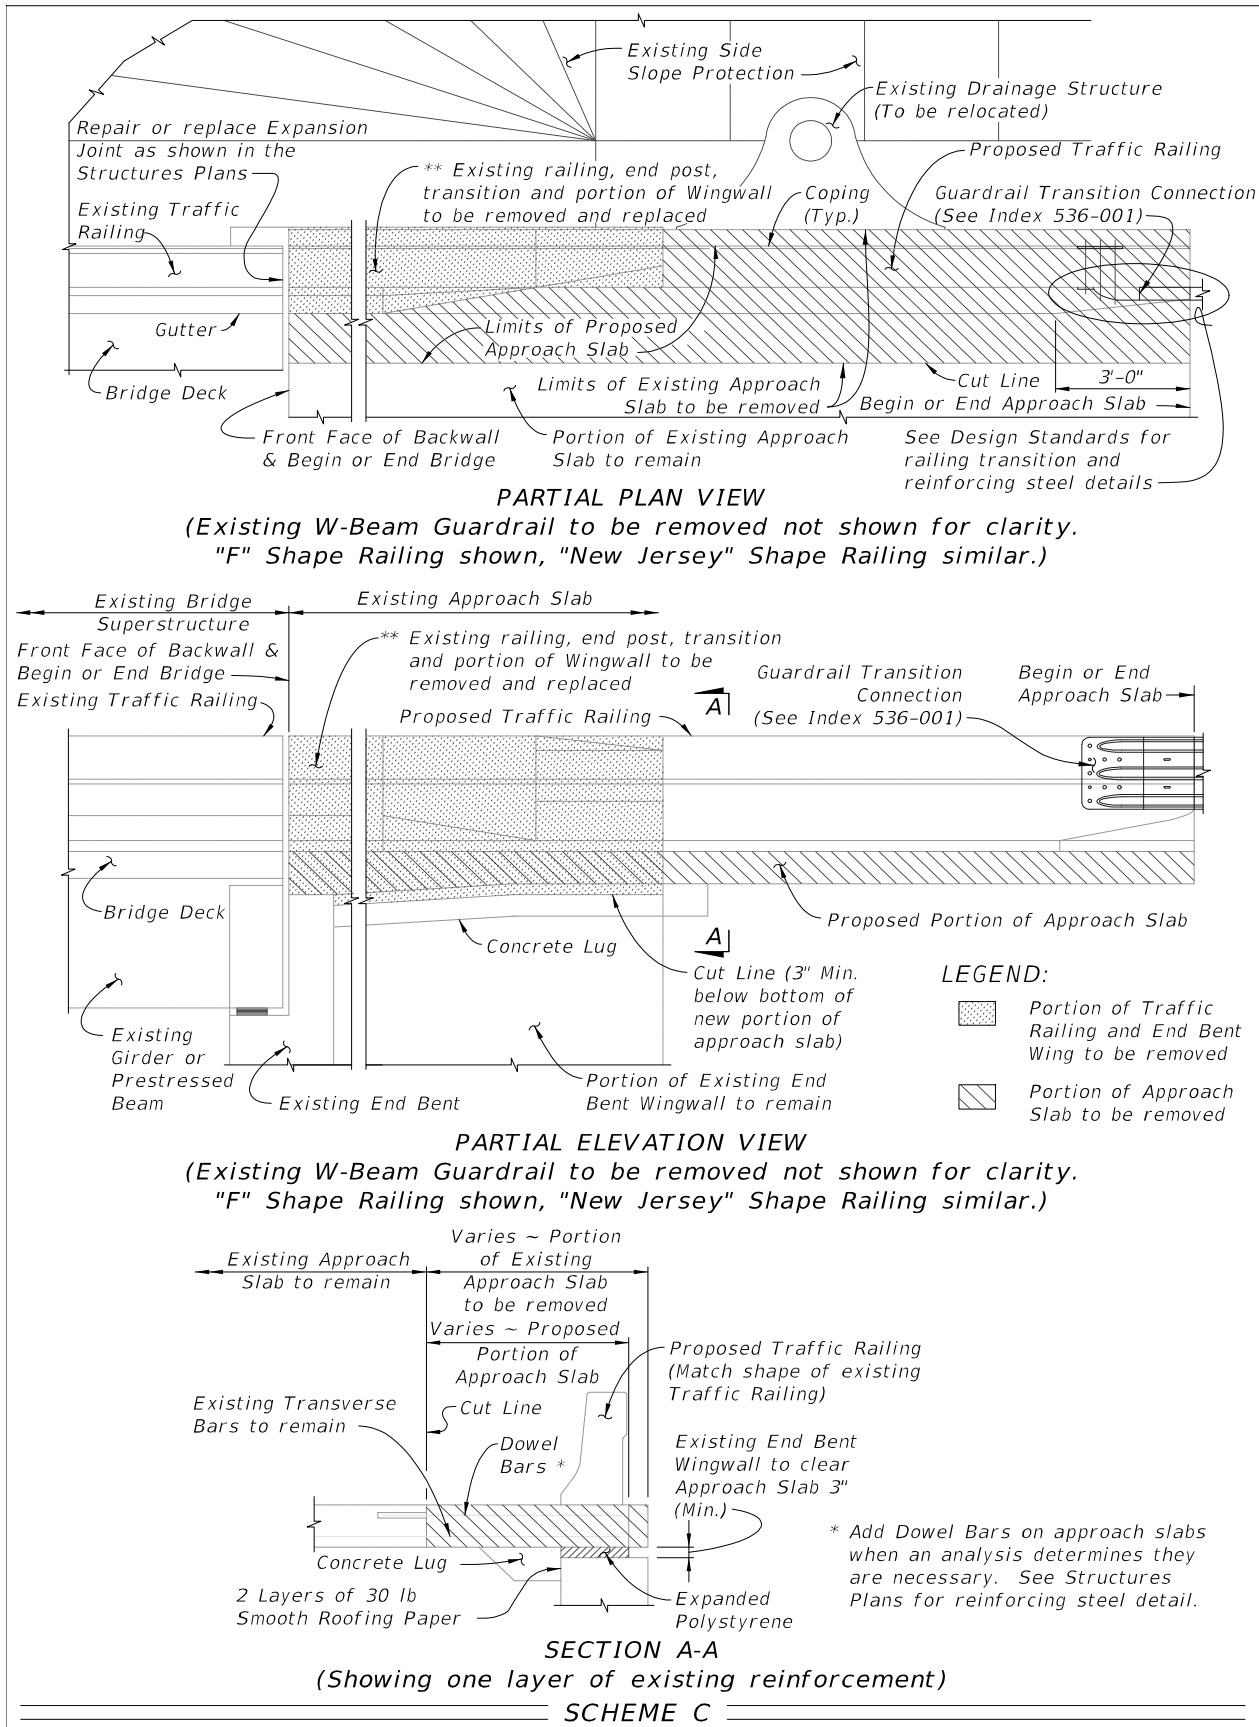 Existing Side
Slope Protection
Existing Drainage Structure
(To be relocated)
Repair or replace Expansion
Joint as shown in the
Structures Plans
Proposed Traffic Railing
** Existing railing, end post,
transition and portion of Wingwall
to be removed and replaced
Coping
(Typ.)
Guardrail Transition Connection
(See Index 536-001)
Existing Traffic
Railing
Gutter
Limits of Proposed
Approach Slab
Bridge Deck
Limits of Existing Approach
Slab to be removed
Cut Line
3'-0"
Begin or End Approach Slab
Front Face of Backwall
& Begin or End Bridge
Portion of Existing Approach
Slab to remain
See Design Standards for
railing transition and
reinforcing steel details
PARTIAL PLAN VIEW
(Existing W-Beam Guardrail to be removed not shown for clarity.
"F" Shape Railing shown, "New Jersey" Shape Railing similar.)
Existing Bridge
Superstructure
Existing Approach Slab
Front Face of Backwall &
Begin or End Bridge
Existing Traffic Railing
** Existing railing, end post, transition
and portion of Wingwall to be
removed and replaced
Proposed Traffic Railing
A
Guardrail Transition
Connection
(See Index 536-001)
Begin or End
Approach Slab
Bridge Deck
Concrete Lug
A
Proposed Portion of Approach Slab
Cut Line (3" Min.
below bottom of
new portion of
approach slab)
Existing
Girder or
Prestressed
Beam
Existing End Bent
Portion of Existing End
Bent Wingwall to remain
LEGEND:
Portion of Traffic
Railing and End Bent
Wing to be removed
Portion of Approach
Slab to be removed
PARTIAL ELEVATION VIEW
(Existing W-Beam Guardrail to be removed not shown for clarity.
"F" Shape Railing shown, "New Jersey" Shape Railing similar.)
Existing Approach
Slab to remain
Varies ~ Portion
of Existing
Approach Slab
to be removed
Varies ~ Proposed
Portion of
Approach Slab
Proposed Traffic Railing
(Match shape of existing
Traffic Railing)
Existing Transverse
Bars to remain
Cut Line
Dowel
Bars *
Existing End Bent
Wingwall to clear
Approach Slab 3"
(Min.)
Concrete Lug
2 Layers of 30 lb
Smooth Roofing Paper
Expanded
Polystyrene
* Add Dowel Bars on approach slabs
when an analysis determines they
are necessary. See Structures
Plans for reinforcing steel detail.
SECTION A-A
(Showing one layer of existing reinforcement)
SCHEME C